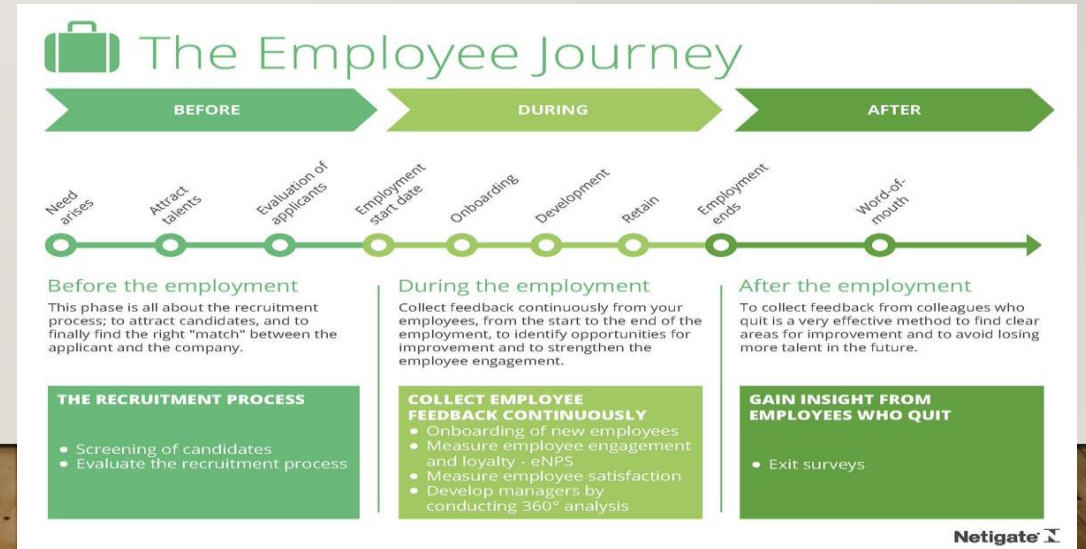 The Employee Journey
BEFORE
DURING
AFTER
Need
arises
Attract
talents
Evaluation of
applicants
Employment
start date
Onboarding
Development
Retain
Employment
ends
Word-of-
mouth
Before the employment
This phase is all about the recruitment
process; to attract candidates, and to
finally find the right "match" between the
applicant and the company.
THE RECRUITMENT PROCESS
• Screening of candidates
• Evaluate the recruitment process
During the employment
Collect feedback continuously from your
employees, from the start to the end of the
employment, to identify opportunities for
improvement and to strengthen the
employee engagement.
COLLECT EMPLOYEE
FEEDBACK CONTINUOUSLY
• Onboarding of new employees
• Measure employee engagement
and loyalty - eNPS
• Measure employee satisfaction
• Develop managers by
conducting 360° analysis
After the employment
To collect feedback from colleagues who
quit is a very effective method to find clear
areas for improvement and to avoid losing
more talent in the future.
GAIN INSIGHT FROM
EMPLOYEES WHO QUIT
• Exit surveys
Netigate